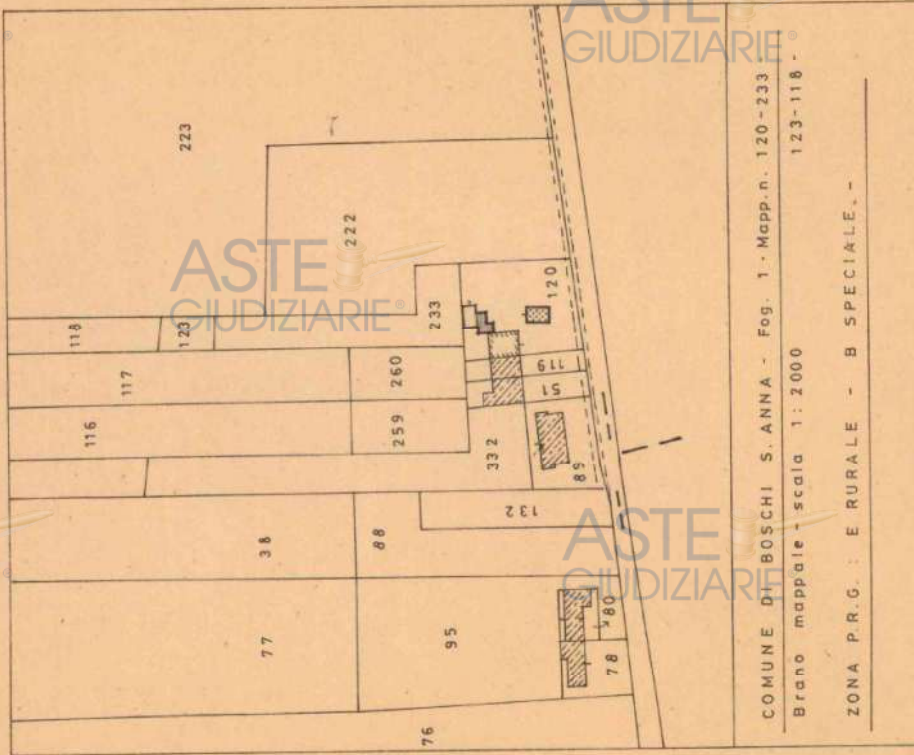 COMUNE DI BOSCHI S. ANNA - Fog. 1 - Mapp. n. 120-233 -
123-118 -
Brano mappale - scala 1 : 2000
ZONA P.R.G. : E RURALE - B SPECIALE. -
223
222
118
123
233
120
117
260
119
51
116
259
332
89
132
38
88
77
95
80
78
76
ASTE
GIUDIZIARIE®
ASTE
GIUDIZIARIE®
ASTE
GIUDIZIARIE